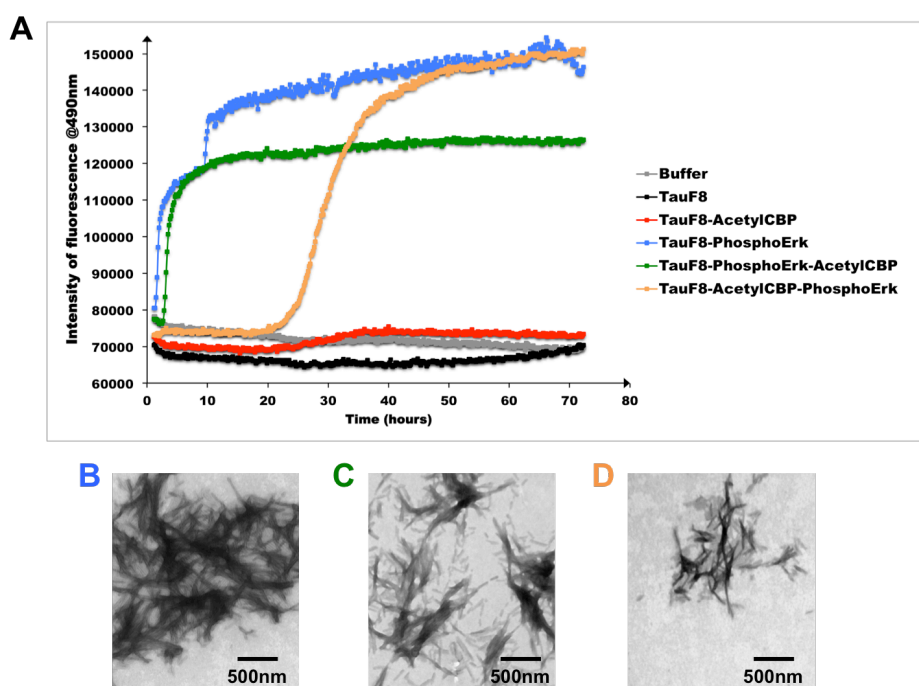 A
Intensity of fluorescence @490nm
150000
140000
130000
120000
110000
100000
90000
80000
70000
60000
0 10 20 30 40 50 60 70 80
Time (hours)
Buffer
TauF8
TauF8-AcetylCBP
TauF8-PhosphoErk
TauF8-PhosphoErk-AcetylCBP
TauF8-AcetylCBP-PhosphoErk
B
C
D
500nm
500nm
500nm